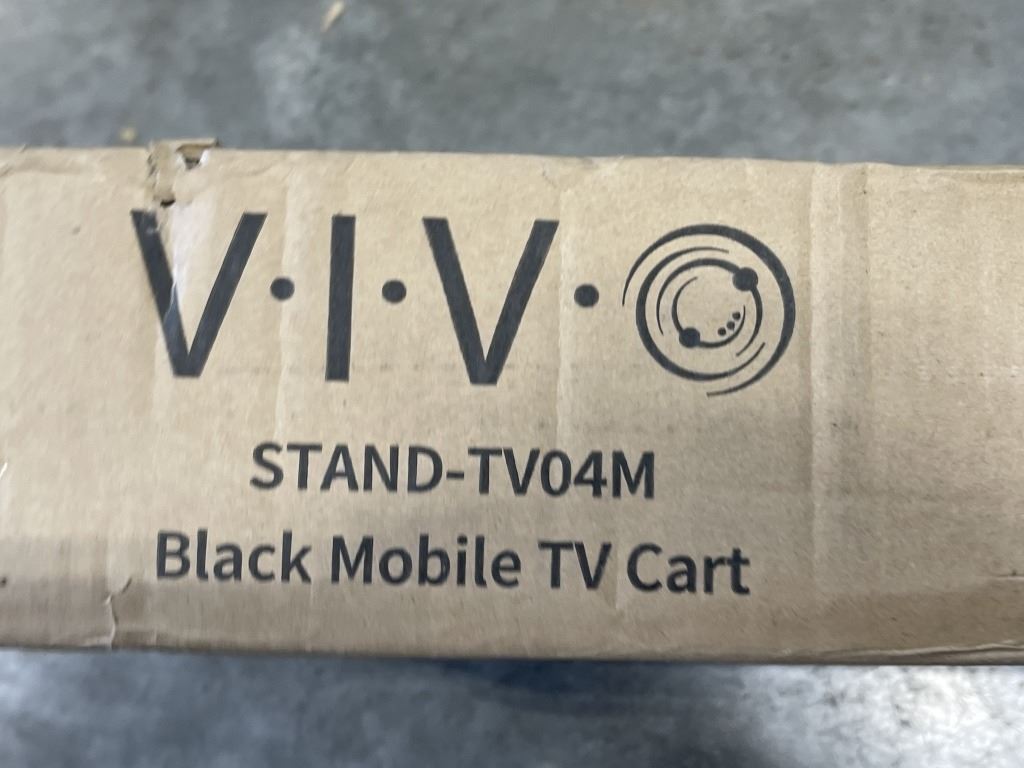 V·I·V·O
STAND-TV04M
Black Mobile TV Cart